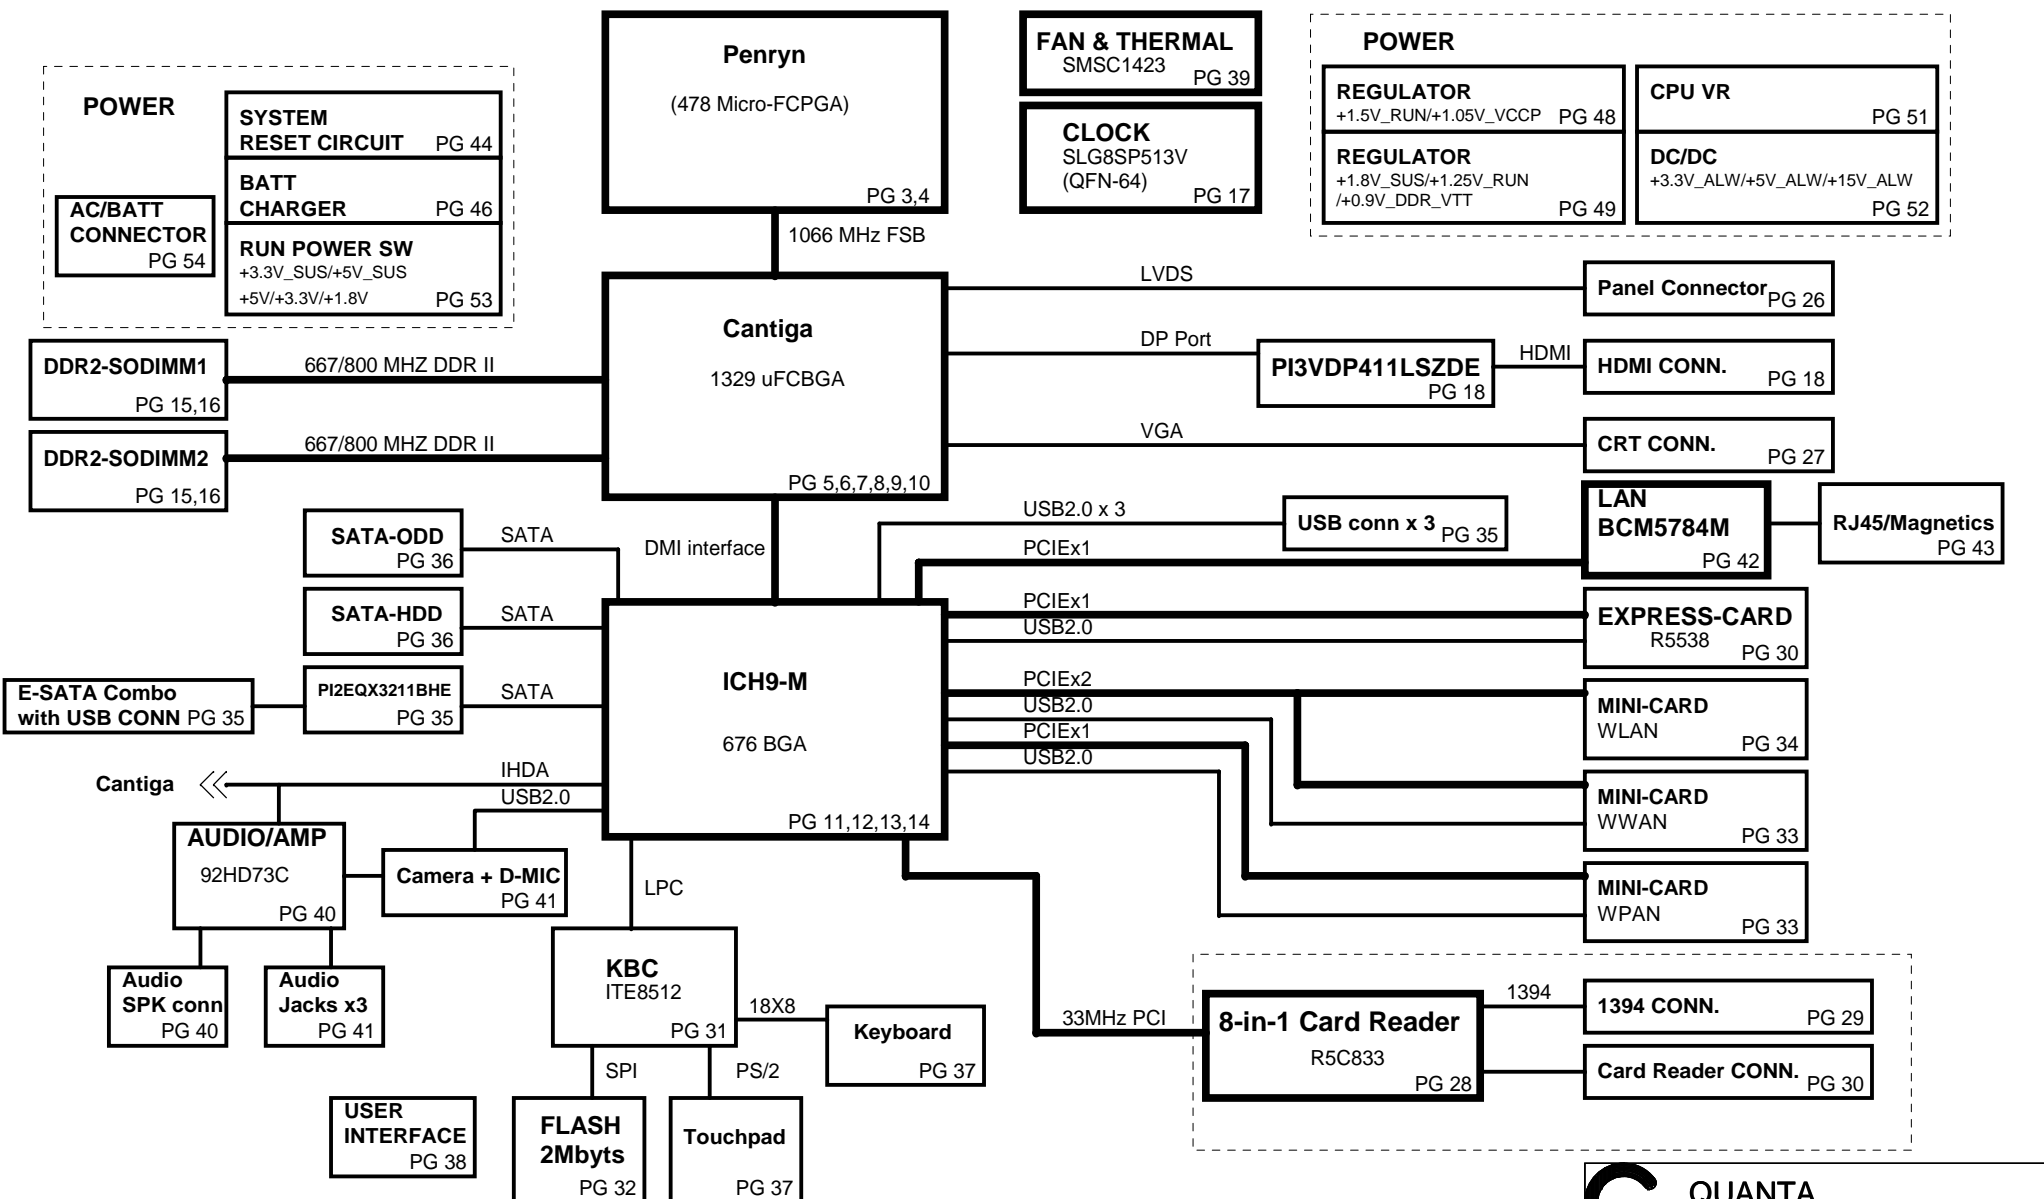 POWER
SYSTEM
RESET CIRCUIT PG 44
BATT
CHARGER PG 46
RUN POWER SW
+3.3V_SUS/+5V_SUS
+5V/+3.3V/+1.8V PG 53
AC/BATT
CONNECTOR
PG 54
Penryn
(478 Micro-FCPGA)
PG 3,4
1066 MHz FSB
FAN & THERMAL
SMSC1423
PG 39
CLOCK
SLG8SP513V
(QFN-64)
PG 17
POWER
REGULATOR
+1.5V_RUN/+1.05V_VCCP PG 48
REGULATOR
+1.8V_SUS/+1.25V_RUN
/+0.9V_DDR_VTT
PG 49
CPU VR
PG 51
DC/DC
+3.3V_ALW/+5V_ALW/+15V_ALW
PG 52
Cantiga
1329 uFCBGA
PG 5,6,7,8,9,10
DDR2-SODIMM1
PG 15,16
667/800 MHZ DDR II
DDR2-SODIMM2
PG 15,16
667/800 MHZ DDR II
LVDS
Panel Connector PG 26
DP Port
PI3VDP411LSZDE
PG 18
HDMI
HDMI CONN.
PG 18
VGA
CRT CONN.
PG 27
DMI interface
USB2.0 x 3
USB conn x 3 PG 35
PCIEx1
LAN
BCM5784M
PG 42
RJ45/Magnetics
PG 43
SATA-ODD
PG 36
SATA
SATA-HDD
PG 36
SATA
E-SATA Combo
with USB CONN PG 35
PI2EQX3211BHE
PG 35
SATA
ICH9-M
676 BGA
PG 11,12,13,14
PCIEx1
USB2.0
EXPRESS-CARD
R5538
PG 30
PCIEx2
USB2.0
PCIEx1
USB2.0
MINI-CARD
WLAN
PG 34
MINI-CARD
WWAN
PG 33
MINI-CARD
WPAN
PG 33
Cantiga
IHDA
USB2.0
AUDIO/AMP
92HD73C
PG 40
Camera + D-MIC
PG 41
LPC
Audio
SPK conn
PG 40
Audio
Jacks x3
PG 41
KBC
ITE8512
PG 31
18X8
Keyboard
PG 37
SPI
PS/2
33MHz PCI
8-in-1 Card Reader
R5C833
PG 28
1394
1394 CONN.
PG 29
Card Reader CONN. PG 30
USER
INTERFACE
PG 38
FLASH
2Mbyts
PG 32
Touchpad
PG 37
QUANTA